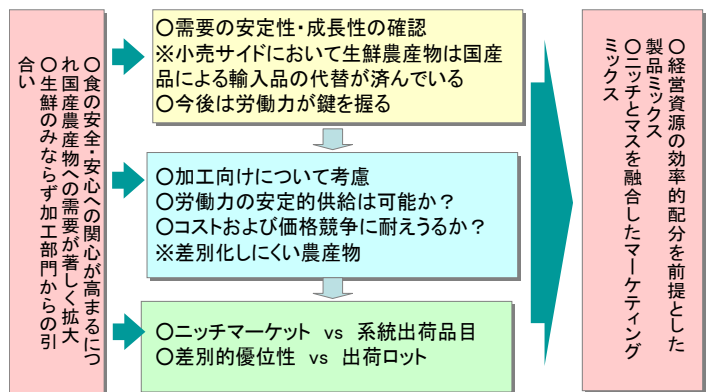 〇食の安全・安心への関心が高まるにつ
れ国産農産物への需要が著しく拡大
〇生鮮のみならず加工部門からの引
合い
〇需要の安定性・成長性の確認
※小売サイドにおいて生鮮農産物は国産
品による輸入品の代替が済んでいる
〇今後は労働力が鍵を握る
〇加工向けについて考慮
〇労働力の安定的供給は可能か？
〇コストおよび価格競争に耐えうるか？
※差別化しにくい農産物
〇ニッチマーケット vs 系統出荷品目
〇差別的優位性 vs 出荷ロット
〇経営資源の効率的配分を前提とした
製品ミックス
〇ニッチとマスを融合したマーケティング
ミックス